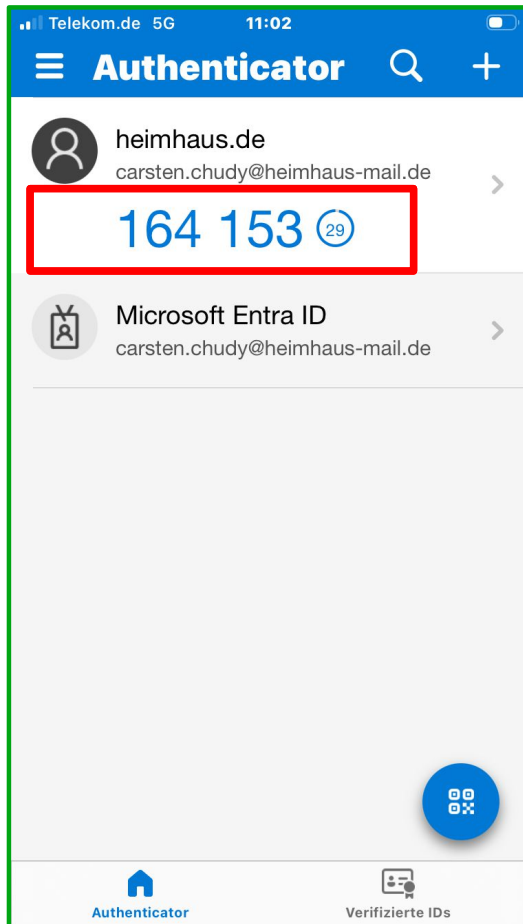 Telekom.de 5G 11:02
Authenticator
heimhaus.de
carsten.chudy@heimhaus-mail.de
164 153 29
Microsoft Entra ID
carsten.chudy@heimhaus-mail.de
Authenticator Verifizierte IDs